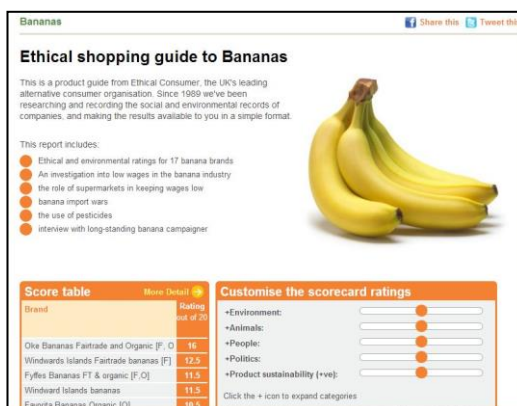 Bananas
Share this Tweet this
Ethical shopping guide to Bananas
This is a product guide from Ethical Consumer, the UK's leading
alternative consumer organisation. Since 1989 we've been
researching and recording the social and environmental records of
companies, and making the results available to you in a simple format.
This report includes:
Ethical and environmental ratings for 17 banana brands
An investigation into low wages in the banana industry
the role of supermarkets in keeping wages low
banana import wars
the use of pesticides
interview with long-standing banana campaigner
Score table More Detail
Brand
Rating
out of 20
Oke Bananas Fairtrade and Organic [F, O 16
Windwards Islands Fairtrade bananas [F] 12.5
Fyffes Bananas FT & organic [F,O] 11.5
Windward Islands bananas 11.5
Favorita Bananas Organic [O] 10.5
Customise the scorecard ratings
+Environment:
+Animals:
+People:
+Politics:
+Product sustainability (+ve):
Click the + icon to expand categories